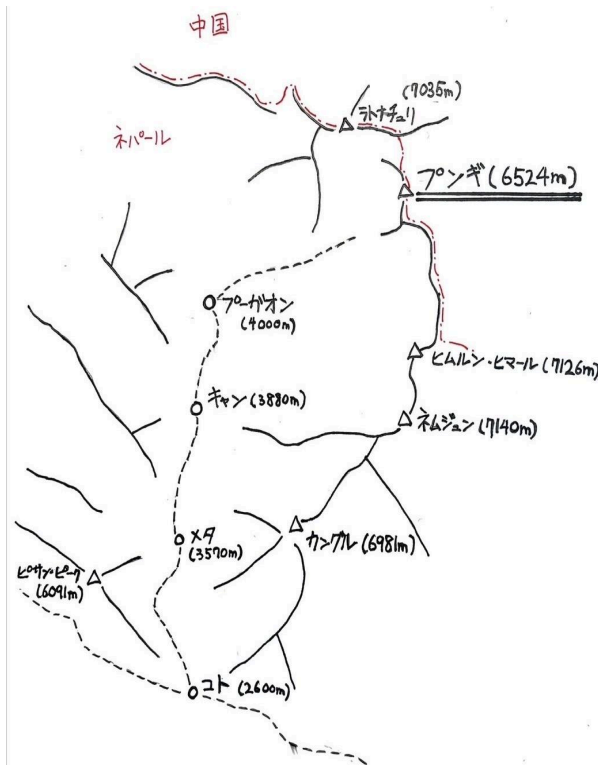 中国
(7035m)
ラトナチュリ
ネパール
プンギ(6524m)
プーガオン
(4000m)
ヒムルン・ヒマール(7126m)
キャン(3880m)
ネムジュン(7140m)
メタ
(3570m)
カングル(6981m)
ピサン・ピーク
(6091m)
コト(2600m)